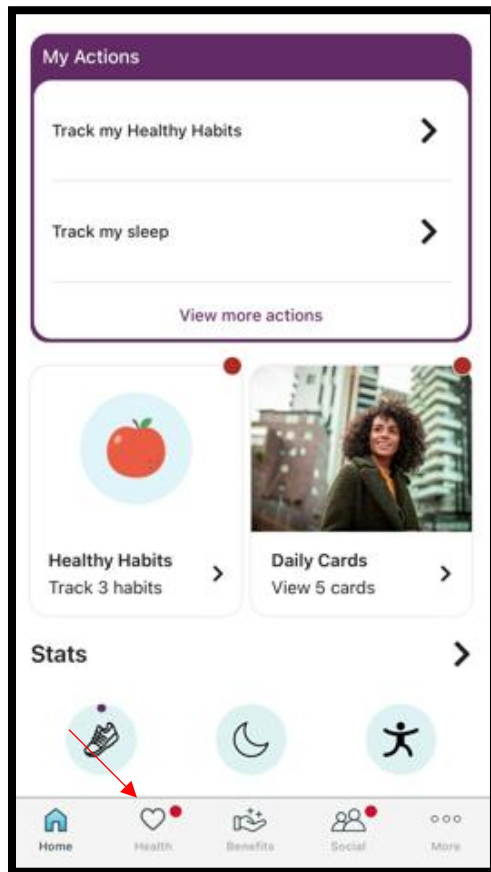 My Actions
Track my Healthy Habits
Track my sleep
View more actions
Healthy Habits
Track 3 habits
Daily Cards
View 5 cards
Stats
Home
Health
Benefits
Social
More